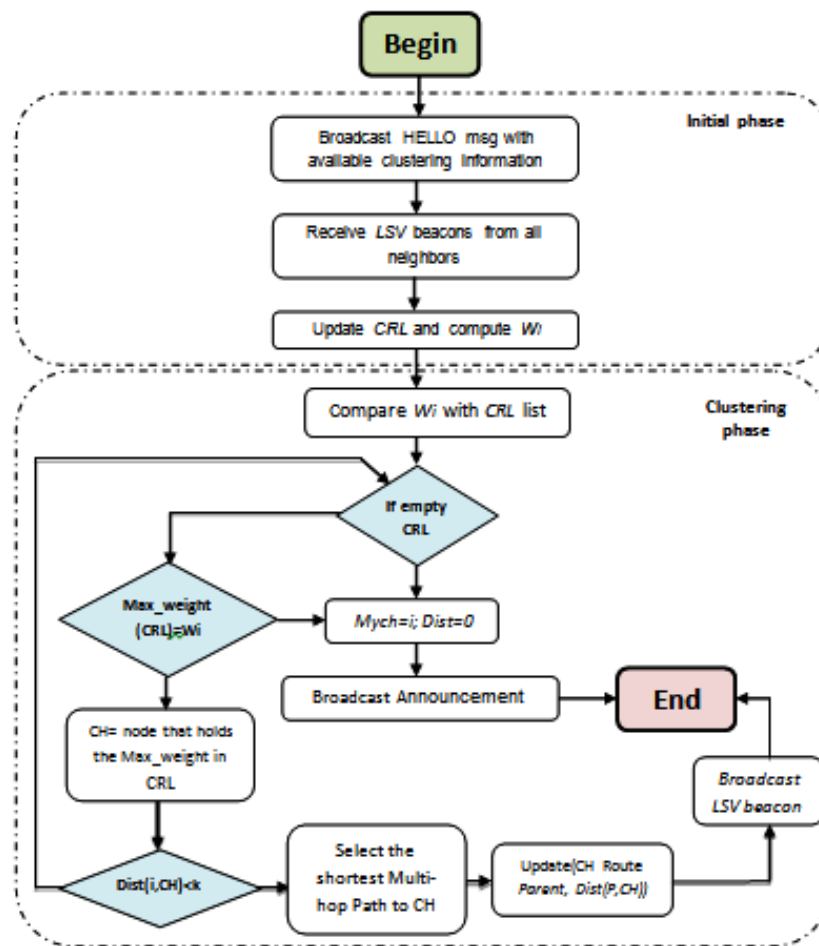 Begin
Initial phase
Broadcast HELLO msg with
available clustering information
Receive LSV beacons from all
neighbors
Update CRL and compute Wi
Clustering
phase
Compare Wi with CRL list
If empty
CRL
Max_weight
(CRL)=Wi
Mych=i; Dist=0
Broadcast Announcement
End
CH= node that holds
the Max_weight in
CRL
Broadcast
LSV beacon
Dist(i,CH)<k
Select the
shortest Multi-
hop Path to CH
Update(CH Route
Parent, Dist(P,CH))